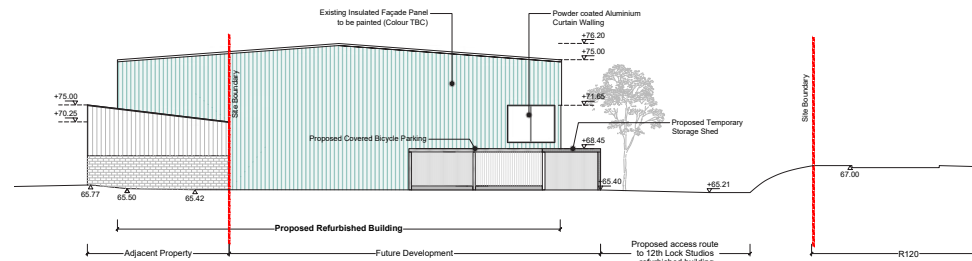 Existing Insulated Façade Panel
to be painted (Colour TBC)
Powder coated Aluminium
Curtain Walling
+76.20
+75.00
Site Boundary
Site Boundary
+75.00
+70.25
+71.65
Proposed Covered Bicycle Parking
Proposed Temporary
Storage Shed
+68.45
65.77
65.50
65.42
+65.40
+65.21
67.00
Proposed Refurbished Building
Adjacent Property
Future Development
Proposed access route
to 12th Lock Studios
refurbished building
R120